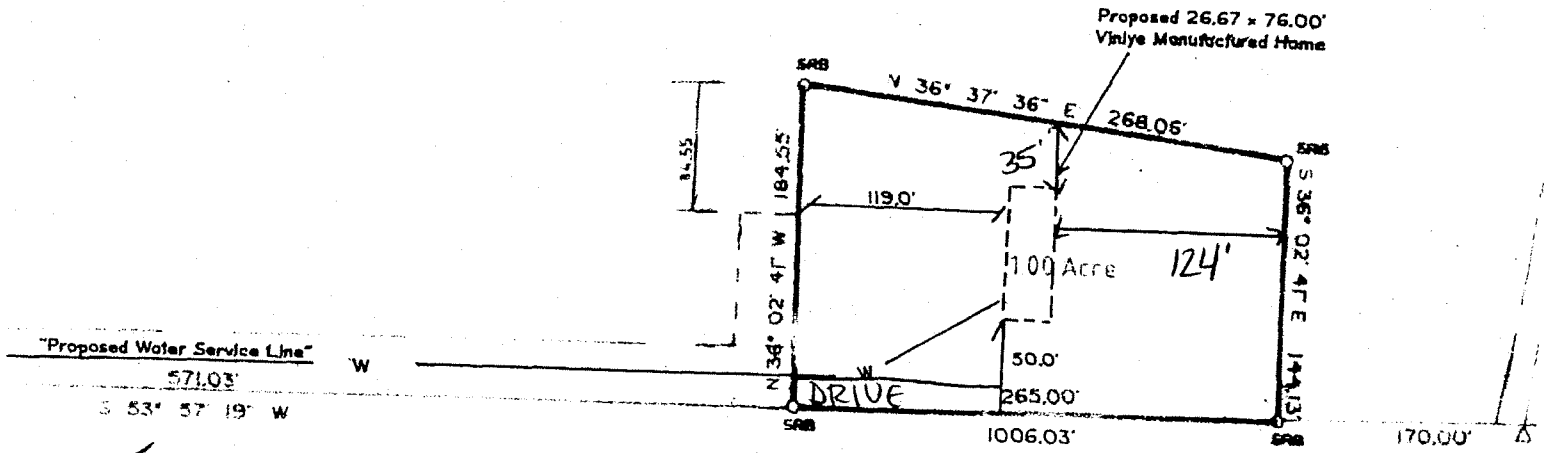 Proposed 26.67 x 76.00'
Vinlye Manufactured Home
SRB
N 36° 37' 36" E 268.06'
SRB
35'
84.55
N 36° 02' 41" W 184.55'
119.0'
124'
1.00 Acre
S 36° 02' 41" E 144.13'
"Proposed Water Service Line"
W
571.03'
S 53° 57' 19" W
W
50.0'
DRIVE
265.00'
SRB
1006.03'
SRB
170.00'